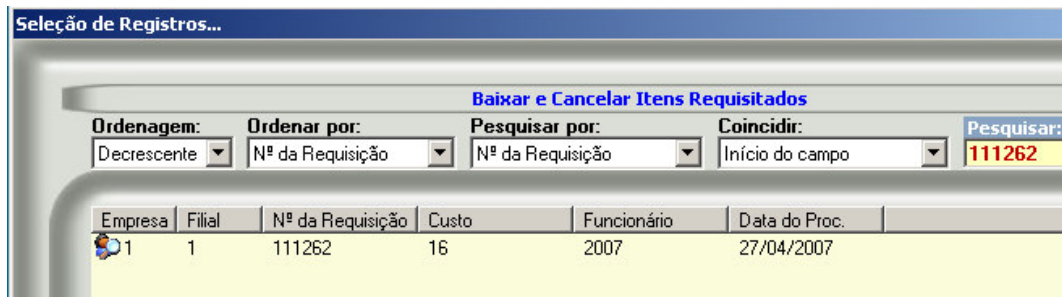 Seleção de Registros...
Baixar e Cancelar Itens Requisitados
Ordenagem: Ordenar por: Pesquisar por: Coincidir: Pesquisar:
Decrescente Nº da Requisição Nº da Requisição Início do campo 111262
Empresa Filial Nº da Requisição Custo Funcionário Data do Proc.
1 1 111262 16 2007 27/04/2007